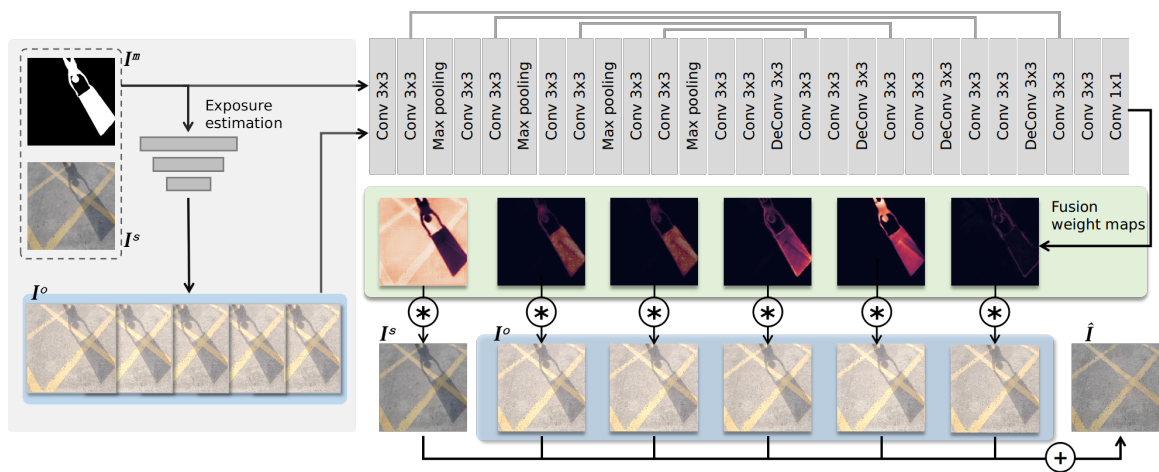 I^m
Exposure
estimation
I^s
I^o
Conv 3x3
Conv 3x3
Max pooling
Conv 3x3
Conv 3x3
Max pooling
Conv 3x3
Conv 3x3
Max pooling
Conv 3x3
Conv 3x3
Max pooling
Conv 3x3
Conv 3x3
DeConv 3x3
Conv 3x3
Conv 3x3
DeConv 3x3
Conv 3x3
Conv 3x3
DeConv 3x3
Conv 3x3
Conv 3x3
DeConv 3x3
Conv 3x3
Conv 3x3
Conv 1x1
Fusion
weight maps
I^s
I^o
Î